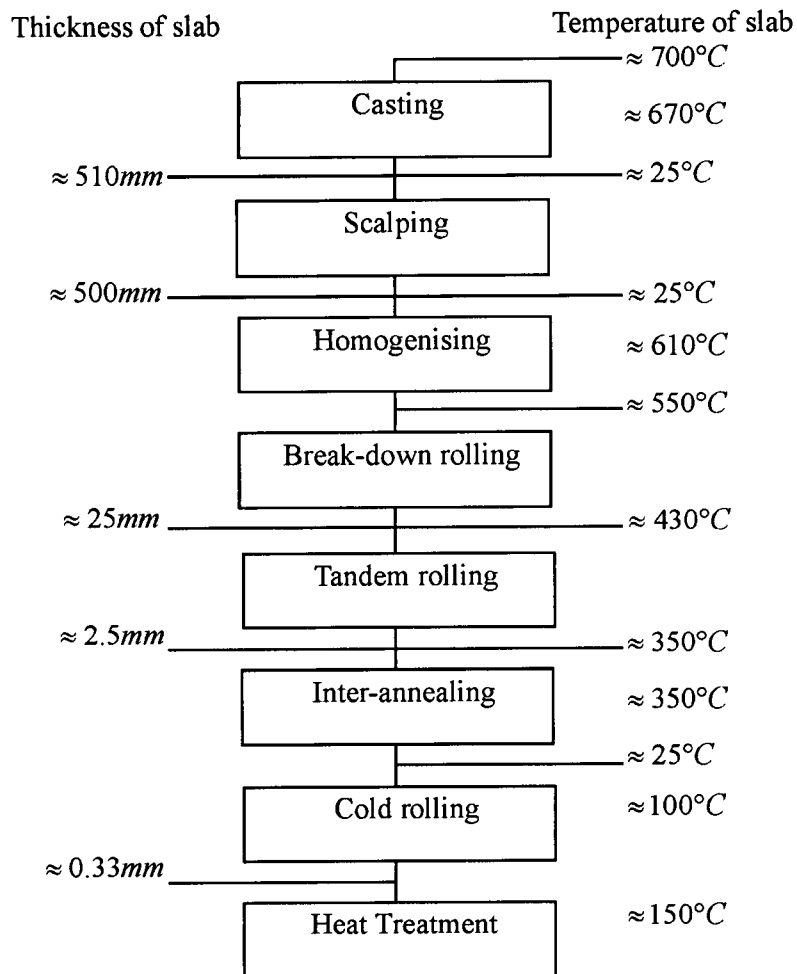 Thickness of slab
Temperature of slab
≈ 700°C
Casting
≈ 670°C
≈ 510mm
≈ 25°C
Scalping
≈ 500mm
≈ 25°C
Homogenising
≈ 610°C
≈ 550°C
Break-down rolling
≈ 25mm
≈ 430°C
Tandem rolling
≈ 2.5mm
≈ 350°C
Inter-annealing
≈ 350°C
≈ 25°C
Cold rolling
≈100°C
≈ 0.33mm
Heat Treatment
≈150°C